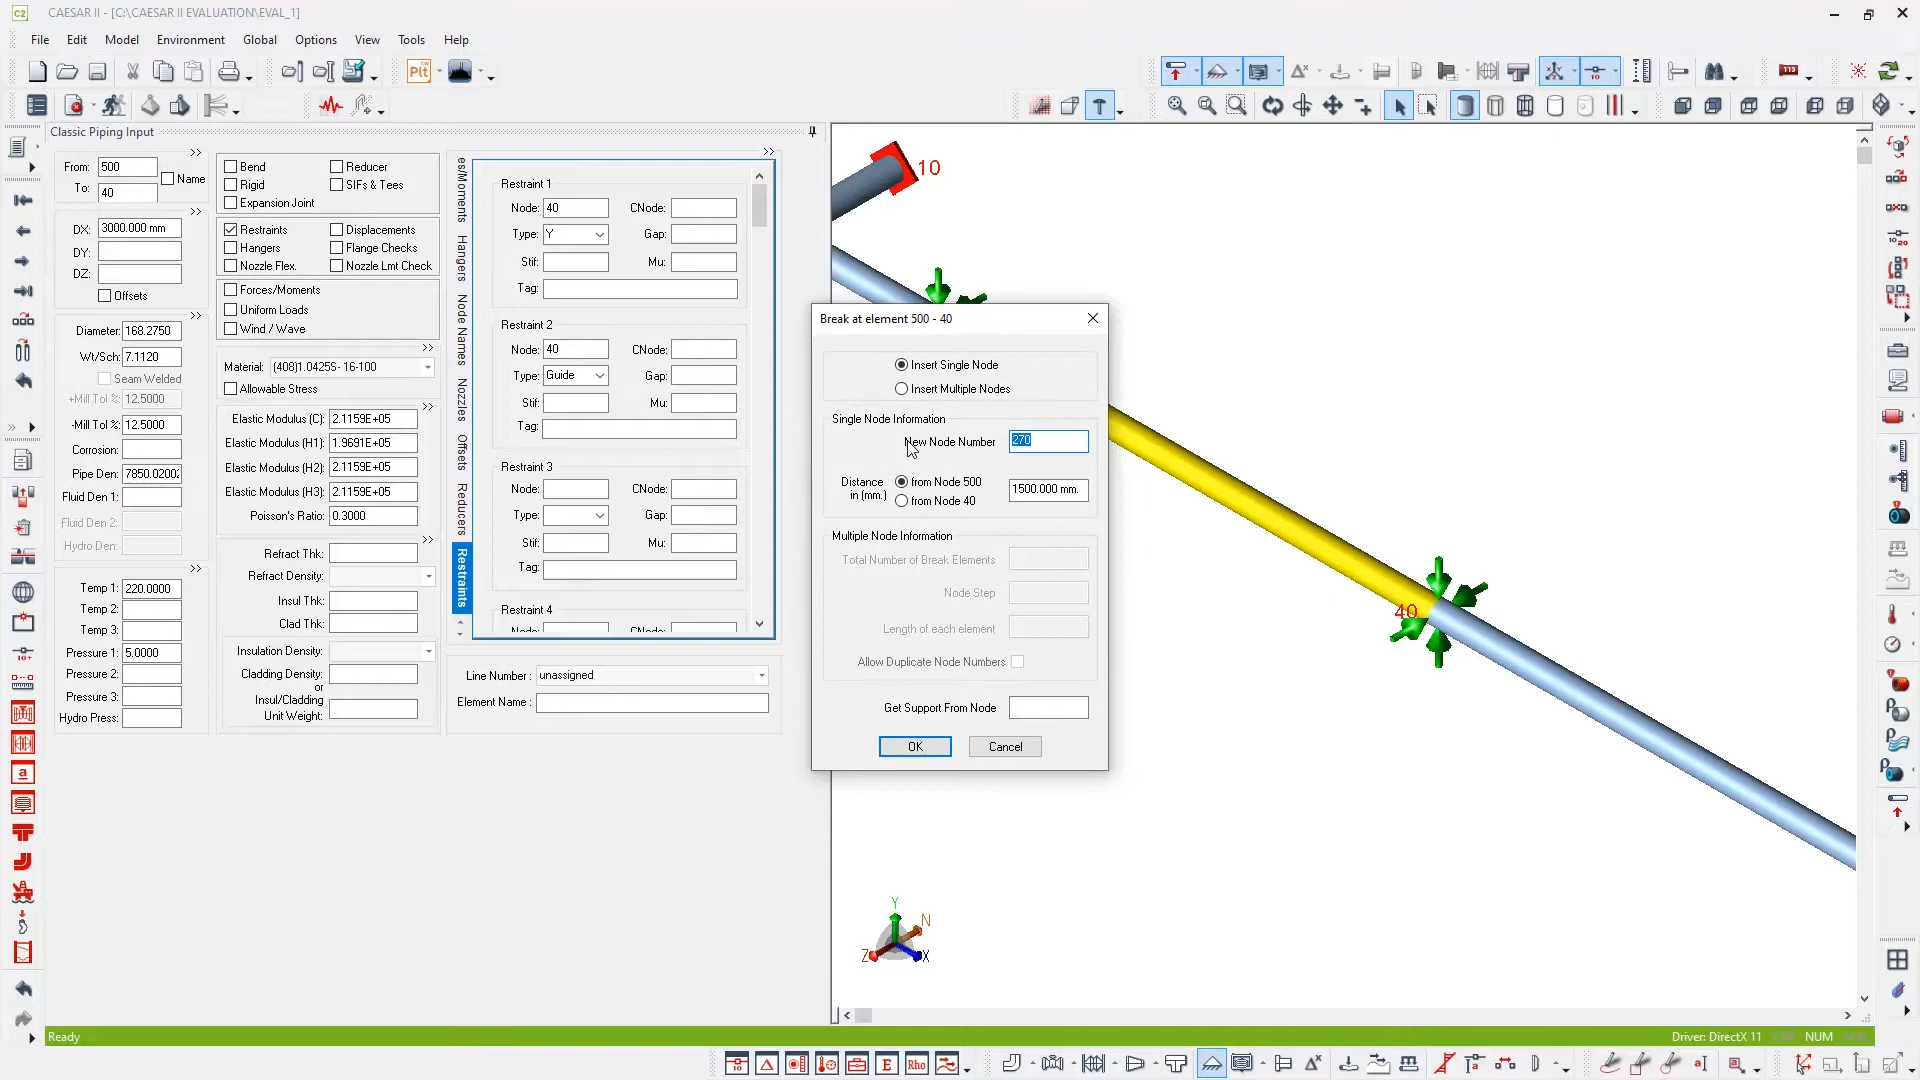 C2 CAESAR II - [C:\CAESAR II EVALUATION\EVAL_1]
File Edit Model Environment Global Options View Tools Help
Plt
Classic Piping Input
From: 500
To: 40
Name
DX: 3000.000 mm
DY:
DZ:
Offsets
Diameter: 168.2750
Wt/Sch: 7.1120
Seam Welded
+Mill Tol %: 12.5000
-Mill Tol %: 12.5000
Corrosion:
Pipe Den: 7850.0200
Fluid Den 1:
Fluid Den 2:
Hydro Den:
Temp 1: 220.0000
Temp 2:
Temp 3:
Pressure 1: 5.0000
Pressure 2:
Pressure 3:
Hydro Press:
Bend Reducer
Rigid SIFs & Tees
Expansion Joint
Restraints Displacements
Hangers Flange Checks
Nozzle Flex. Nozzle Lmt Check
Forces/Moments
Uniform Loads
Wind / Wave
Material: (408)1.0425S- 16-100
Allowable Stress
Elastic Modulus (C): 2.1159E+05
Elastic Modulus (H1): 1.9691E+05
Elastic Modulus (H2): 2.1159E+05
Elastic Modulus (H3): 2.1159E+05
Poisson's Ratio: 0.3000
Refract Thk:
Refract Density:
Insul Thk:
Clad Thk:
Insulation Density:
Cladding Density:
or
Insul/Cladding
Unit Weight:
es/Moments
Hangers
Node Names
Nozzles
Offsets
Reducers
Restraints
Restraint 1
Node: 40 CNode:
Type: Y Gap:
Stif: Mu:
Tag:
Restraint 2
Node: 40 CNode:
Type: Guide Gap:
Stif: Mu:
Tag:
Restraint 3
Node: CNode:
Type: Gap:
Stif: Mu:
Tag:
Restraint 4
Node: CNode:
Line Number : unassigned
Element Name :
Break at element 500 - 40
Insert Single Node
Insert Multiple Nodes
Single Node Information
New Node Number 270
Distance in (mm.) from Node 500 1500.000 mm.
from Node 40
Multiple Node Information
Total Number of Break Elements
Node Step
Length of each element
Allow Duplicate Node Numbers
Get Support From Node
OK Cancel
10
40
Y
N
Z
X
Ready
Driver: DirectX 11 NUM
E Rho